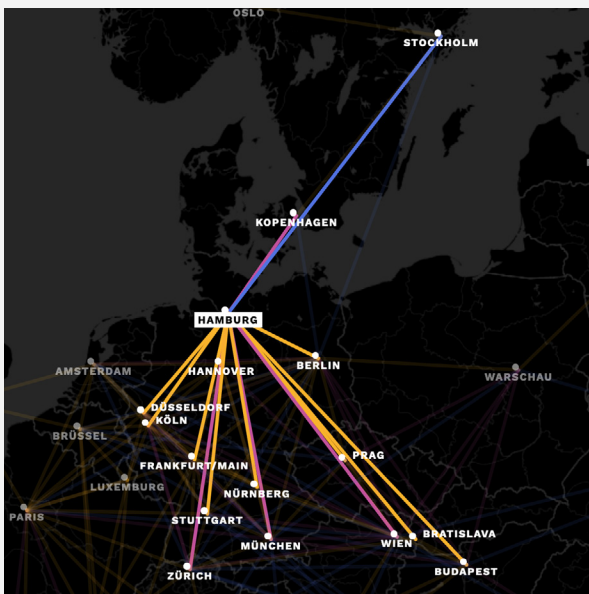 OSLO
STOCKHOLM
KOPENHAGEN
HAMBURG
AMSTERDAM
HANNOVER
BERLIN
WARSCHAU
DÜSSELDORF
KÖLN
BRÜSSEL
FRANKFURT/MAIN
PRAG
LUXEMBURG
NÜRNBERG
PARIS
STUTTGART
MÜNCHEN
WIEN
BRATISLAVA
ZÜRICH
BUDAPEST